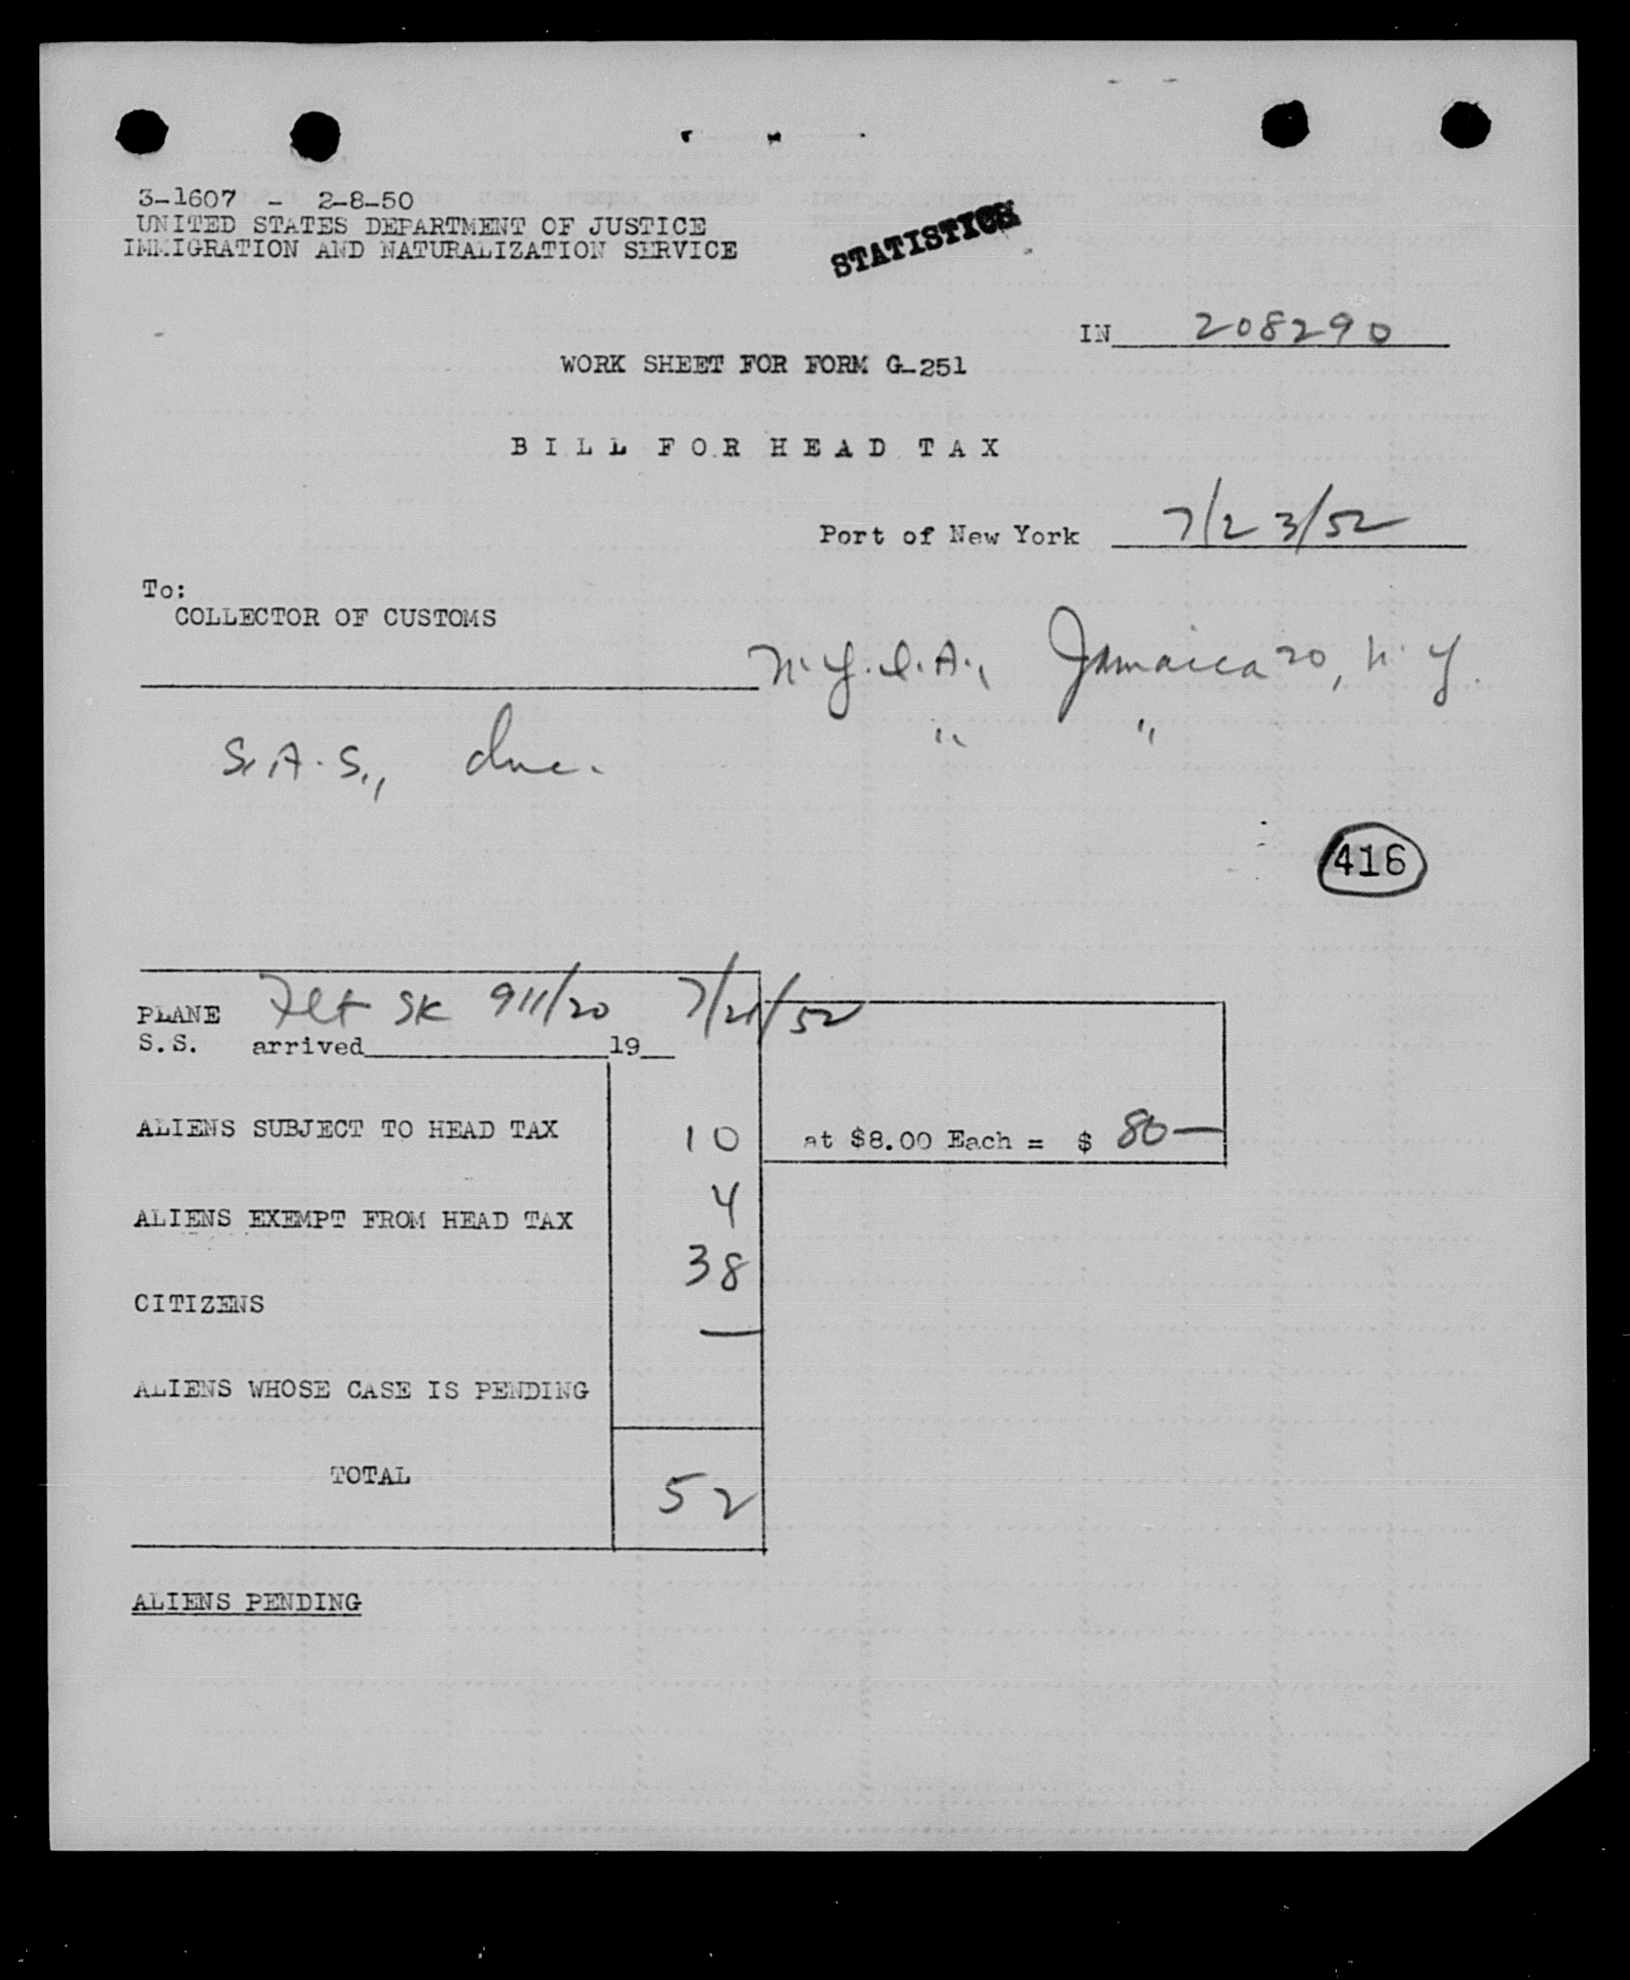 3-1607 - 2-8-50
UNITED STATES DEPARTMENT OF JUSTICE
IMMIGRATION AND NATURALIZATION SERVICE
STATISTICS
IN 208290
WORK SHEET FOR FORM G-251
BILL FOR HEAD TAX
Port of New York 7/23/52
To:
COLLECTOR OF CUSTOMS
N.Y.I.A., Jamaica 20, N.Y.
S.A.S., Inc. " "
416
PLANE Flt SK 911/20 7/21/52
S.S. arrived 19
ALIENS SUBJECT TO HEAD TAX 10 at $8.00 Each = $ 80—
ALIENS EXEMPT FROM HEAD TAX 4
CITIZENS 38
ALIENS WHOSE CASE IS PENDING —
TOTAL 52
ALIENS PENDING